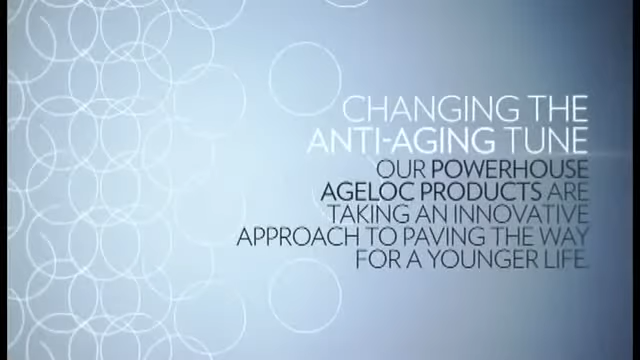 CHANGING THE
ANTI-AGING TUNE
OUR POWERHOUSE
AGELOC PRODUCTS ARE
TAKING AN INNOVATIVE
APPROACH TO PAVING THE WAY
FOR A YOUNGER LIFE.